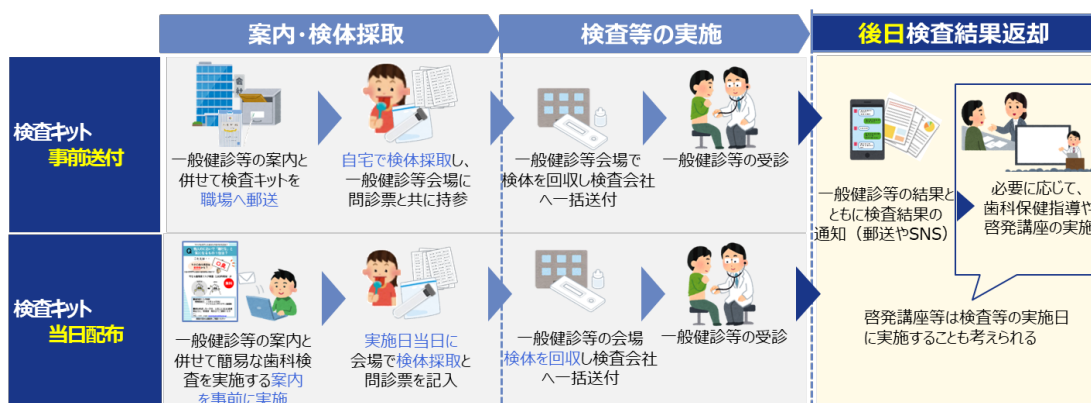 案内・検体採取
検査等の実施
後日検査結果返却
検査キット
事前送付
一般健診等の案内と
併せて検査キットを
職場へ郵送
自宅で検体採取し、
一般健診等会場に
問診票と共に持参
一般健診等会場で
検体を回収し検査会社
へ一括送付
一般健診等の受診
一般健診等の結果と
ともに検査結果の
通知（郵送やSNS）
必要に応じて、
歯科保健指導や
啓発講座の実施
検査キット
当日配布
一般健診等の案内と
併せて簡易な歯科検
査を実施する案内
を事前に実施
実施日当日に
会場で検体採取と
問診票を記入
一般健診等の会場
検体を回収し検査会社
へ一括送付
一般健診等の受診
啓発講座等は検査等の実施日
に実施することも考えられる